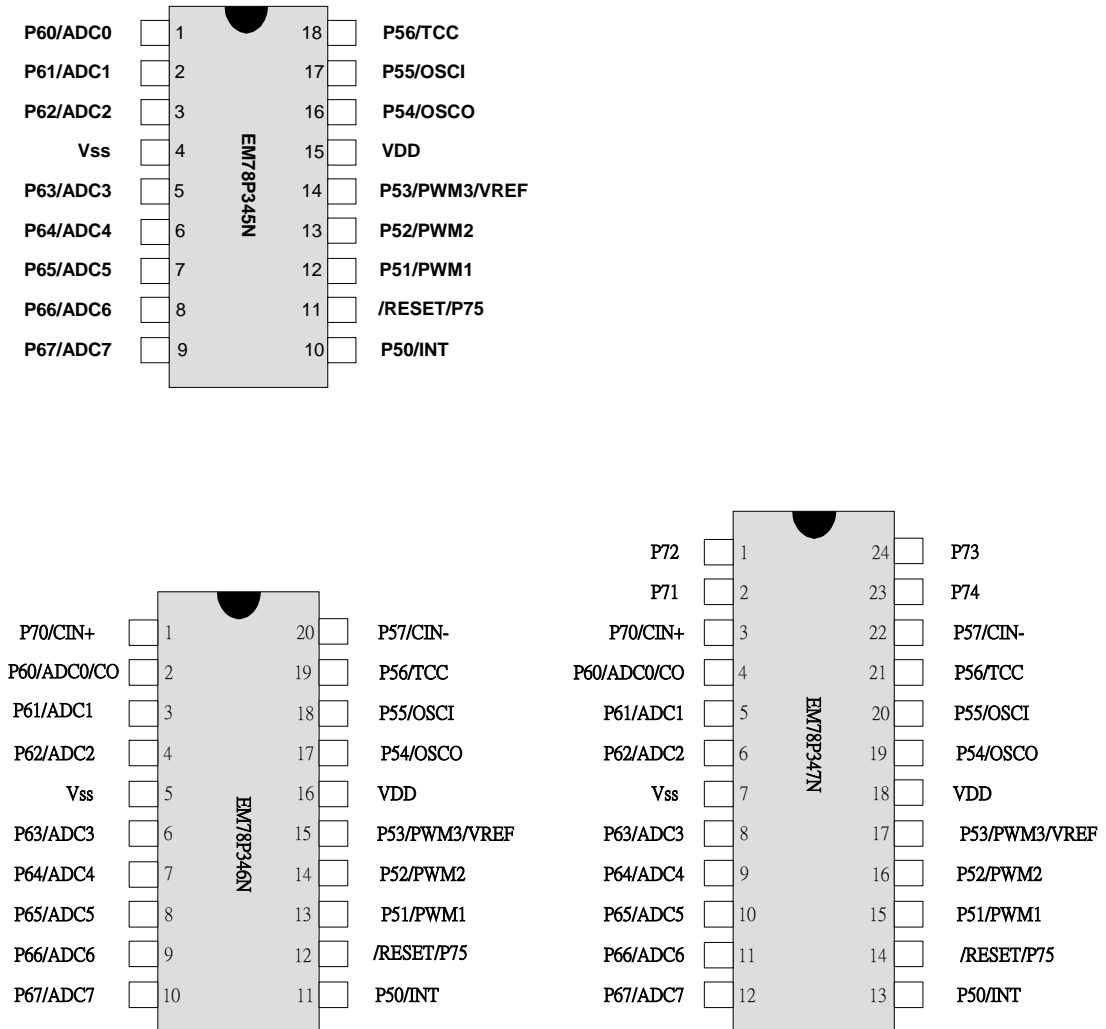 P60/ADC0 1 18 P56/TCC
P61/ADC1 2 17 P55/OSCI
P62/ADC2 3 16 P54/OSCO
Vss 4 15 VDD
P63/ADC3 5 14 P53/PWM3/VREF
P64/ADC4 6 13 P52/PWM2
P65/ADC5 7 12 P51/PWM1
P66/ADC6 8 11 /RESET/P75
P67/ADC7 9 10 P50/INT
EM78P345N
P70/CIN+ 1 20 P57/CIN-
P60/ADC0/CO 2 19 P56/TCC
P61/ADC1 3 18 P55/OSCI
P62/ADC2 4 17 P54/OSCO
Vss 5 16 VDD
P63/ADC3 6 15 P53/PWM3/VREF
P64/ADC4 7 14 P52/PWM2
P65/ADC5 8 13 P51/PWM1
P66/ADC6 9 12 /RESET/P75
P67/ADC7 10 11 P50/INT
EM78P346N
P72 1 24 P73
P71 2 23 P74
P70/CIN+ 3 22 P57/CIN-
P60/ADC0/CO 4 21 P56/TCC
P61/ADC1 5 20 P55/OSCI
P62/ADC2 6 19 P54/OSCO
Vss 7 18 VDD
P63/ADC3 8 17 P53/PWM3/VREF
P64/ADC4 9 16 P52/PWM2
P65/ADC5 10 15 P51/PWM1
P66/ADC6 11 14 /RESET/P75
P67/ADC7 12 13 P50/INT
EM78P347N